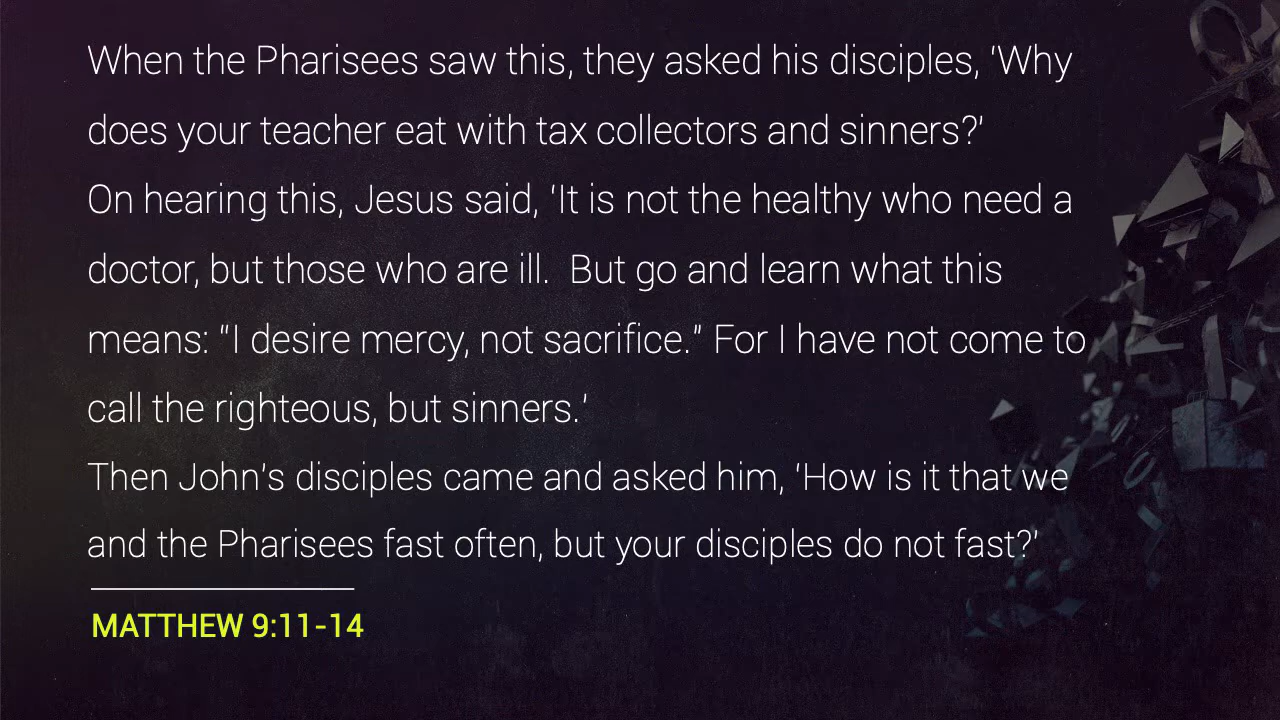 When the Pharisees saw this, they asked his disciples, ‘Why
does your teacher eat with tax collectors and sinners?’
On hearing this, Jesus said, ‘It is not the healthy who need a
doctor, but those who are ill.  But go and learn what this
means: “I desire mercy, not sacrifice.” For I have not come to
call the righteous, but sinners.‘
Then John’s disciples came and asked him, ‘How is it that we
and the Pharisees fast often, but your disciples do not fast?’
MATTHEW 9:11-14